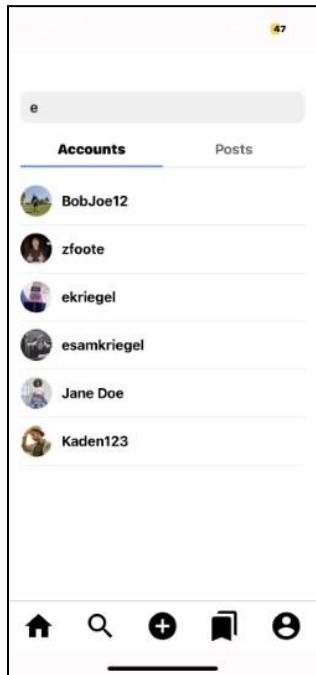 47
e
Accounts Posts
BobJoe12
zfoote
ekriegel
esamkriegel
Jane Doe
Kaden123